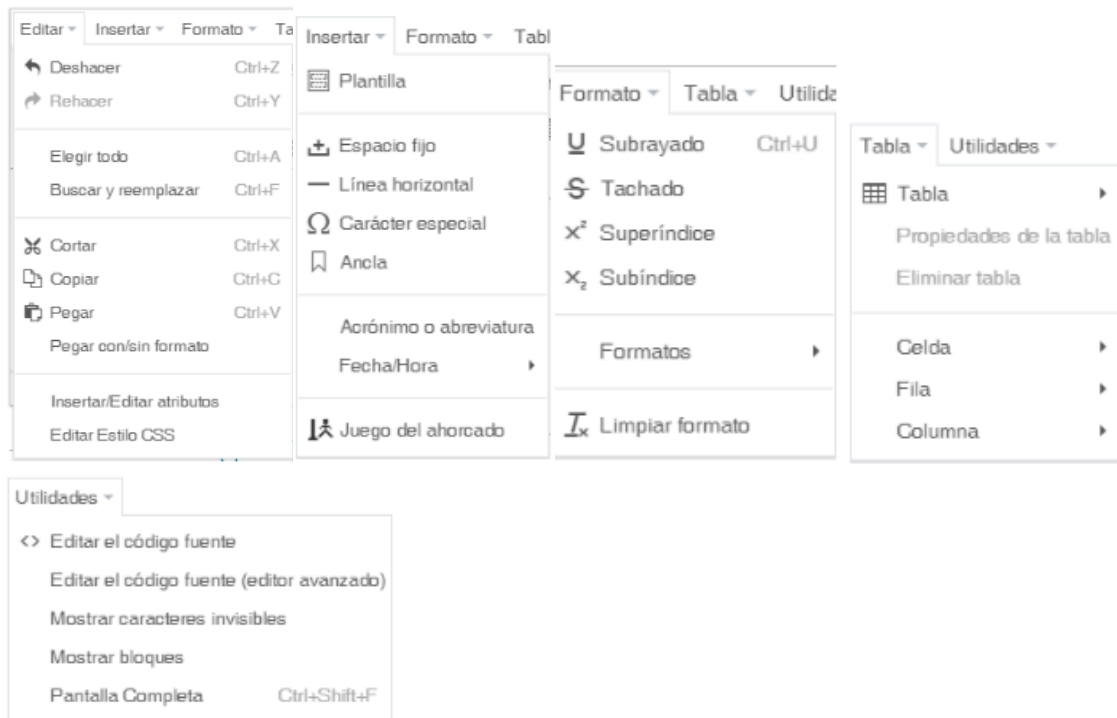 Editar Insertar Formato Ta
Deshacer Ctrl+Z
Rehacer Ctrl+Y
Elegir todo Ctrl+A
Buscar y reemplazar Ctrl+F
Cortar Ctrl+X
Copiar Ctrl+C
Pegar Ctrl+V
Pegar con/sin formato
Insertar/Editar atributos
Editar Estilo CSS
Insertar Formato Tabl
Plantilla
Espacio fijo
Línea horizontal
Carácter especial
Ancla
Acrónimo o abreviatura
Fecha/Hora
Juego del ahorcado
Formato Tabla Utilida
Subrayado Ctrl+U
Tachado
Superíndice
Subíndice
Formatos
Limpiar formato
Tabla Utilidades
Tabla
Propiedades de la tabla
Eliminar tabla
Celda
Fila
Columna
Utilidades
Editar el código fuente
Editar el código fuente (editor avanzado)
Mostrar caracteres invisibles
Mostrar bloques
Pantalla Completa Ctrl+Shift+F